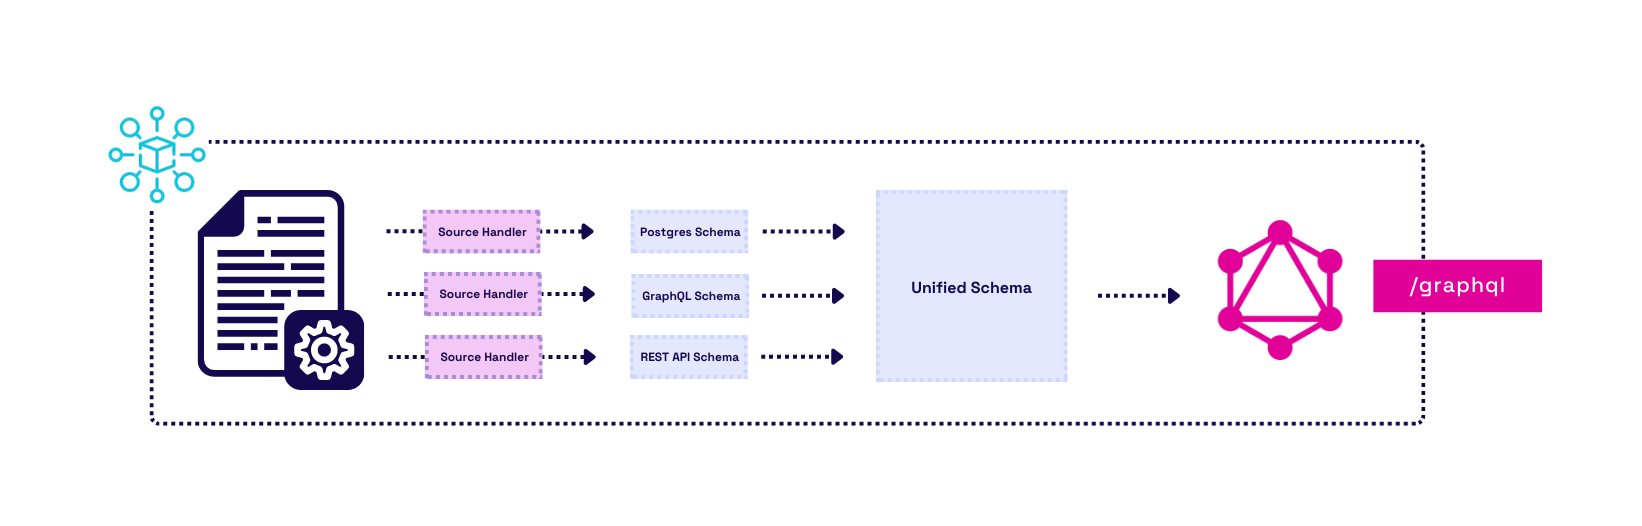 Source Handler
Postgres Schema
Source Handler
GraphQL Schema
Source Handler
REST API Schema
Unified Schema
/graphql